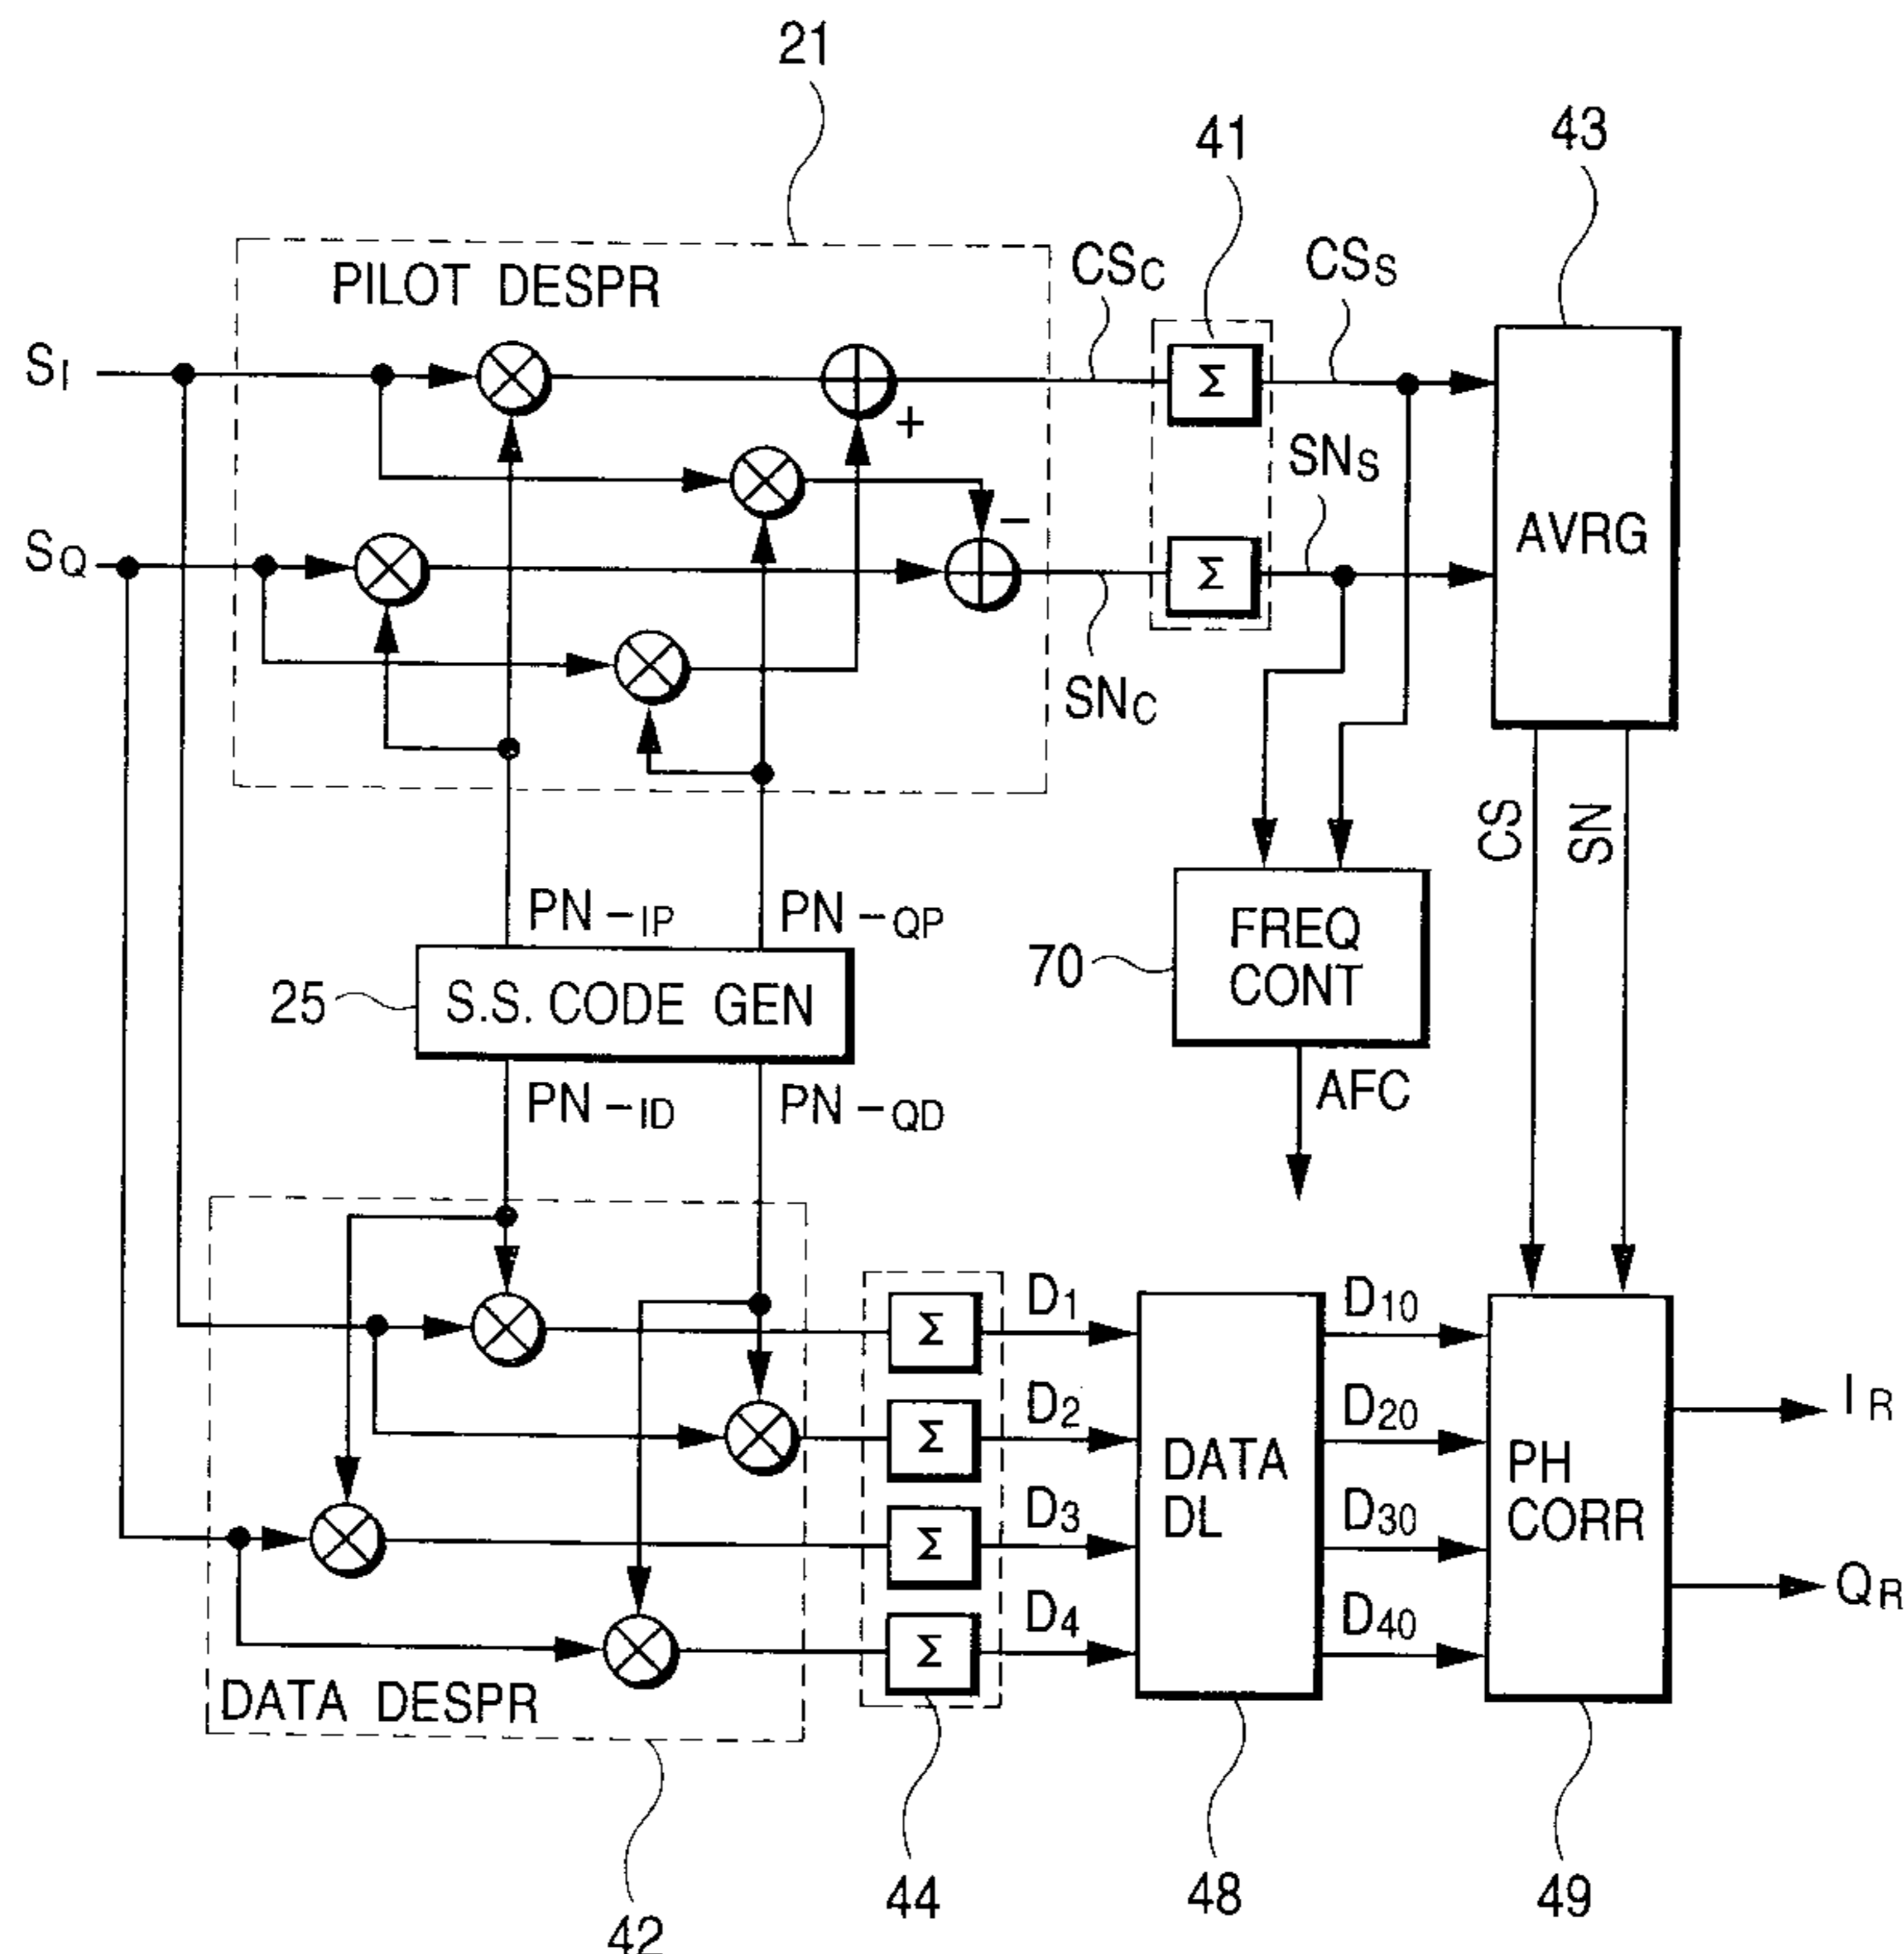 21
41
43
PILOT DESPR
CSC
CSS
SI
+
SNS
−
SQ
Σ
Σ
AVRG
SNC
CS
SN
PN-IP
PN-QP
70
FREQ
CONT
25
S.S. CODE GEN
PN-ID
PN-QD
AFC
Σ
D1
D10
IR
Σ
D2
D20
DATA
DL
PH
CORR
Σ
D3
D30
QR
Σ
D4
D40
DATA DESPR
42
44
48
49